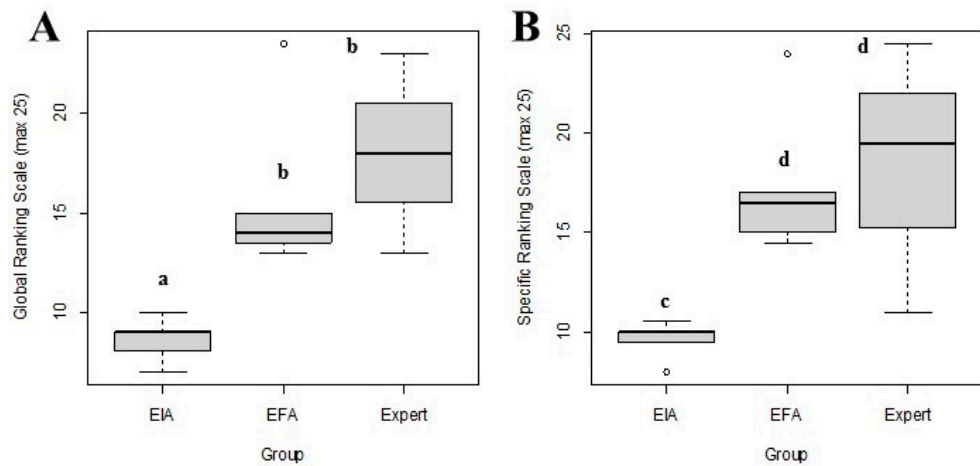 A
Global Ranking Scale (max 25)
20
15
10
a
b
b
EIA
EFA
Expert
Group
B
Specific Ranking Scale (max 25)
25
20
15
10
c
d
d
EIA
EFA
Expert
Group